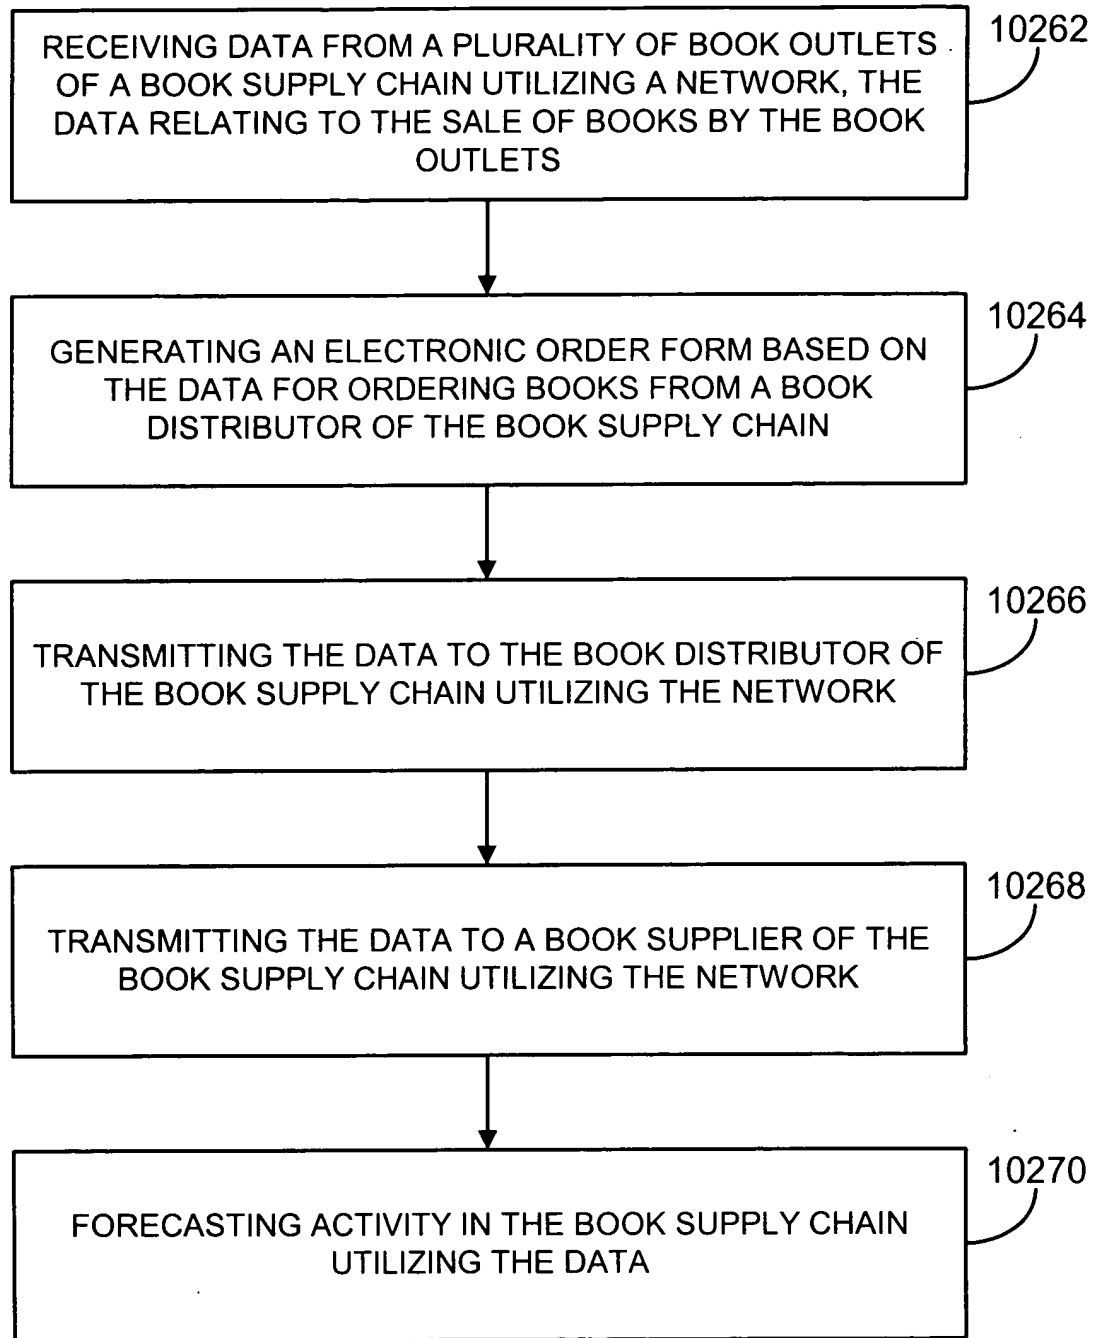 RECEIVING DATA FROM A PLURALITY OF BOOK OUTLETS
OF A BOOK SUPPLY CHAIN UTILIZING A NETWORK, THE
DATA RELATING TO THE SALE OF BOOKS BY THE BOOK
OUTLETS
10262
GENERATING AN ELECTRONIC ORDER FORM BASED ON
THE DATA FOR ORDERING BOOKS FROM A BOOK
DISTRIBUTOR OF THE BOOK SUPPLY CHAIN
10264
TRANSMITTING THE DATA TO THE BOOK DISTRIBUTOR OF
THE BOOK SUPPLY CHAIN UTILIZING THE NETWORK
10266
TRANSMITTING THE DATA TO A BOOK SUPPLIER OF THE
BOOK SUPPLY CHAIN UTILIZING THE NETWORK
10268
FORECASTING ACTIVITY IN THE BOOK SUPPLY CHAIN
UTILIZING THE DATA
10270